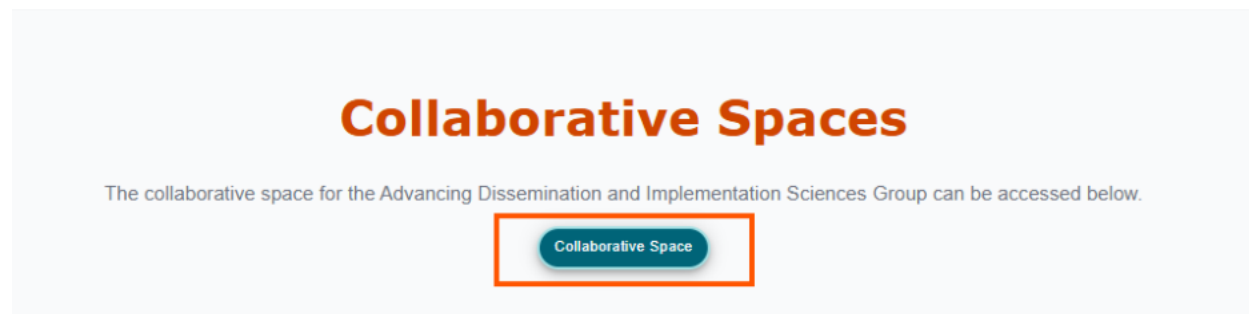 Collaborative Spaces
The collaborative space for the Advancing Dissemination and Implementation Sciences Group can be accessed below.
Collaborative Space